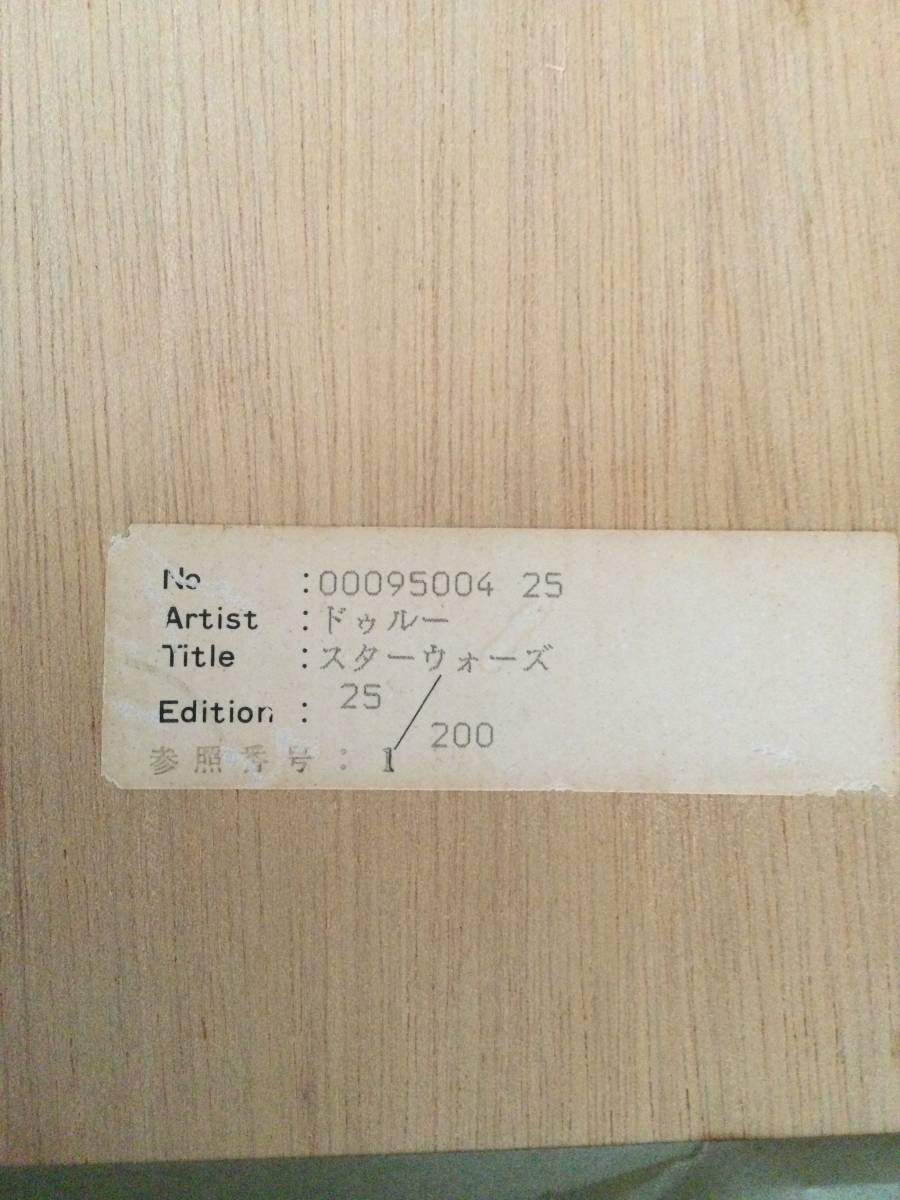 No :00095004 25
Artist :ドゥルー
Title :スターウォーズ
Edition : 25/200
参照番号: 1